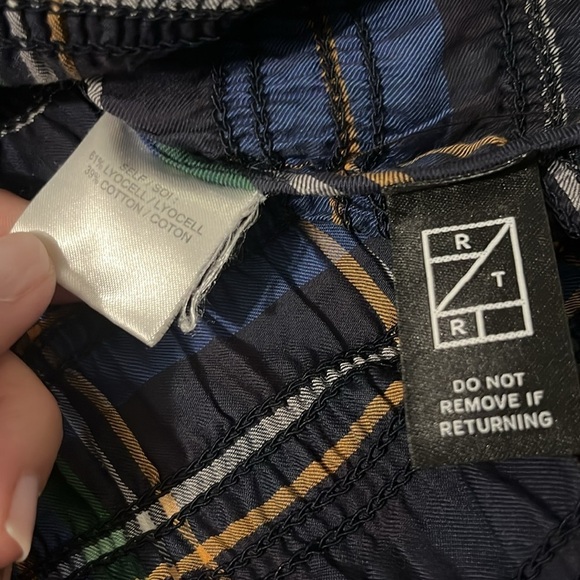 SELF / SOI :
61% LYOCELL / LYOCELL
39% COTTON / COTON
R
T
R
DO NOT
REMOVE IF
RETURNING